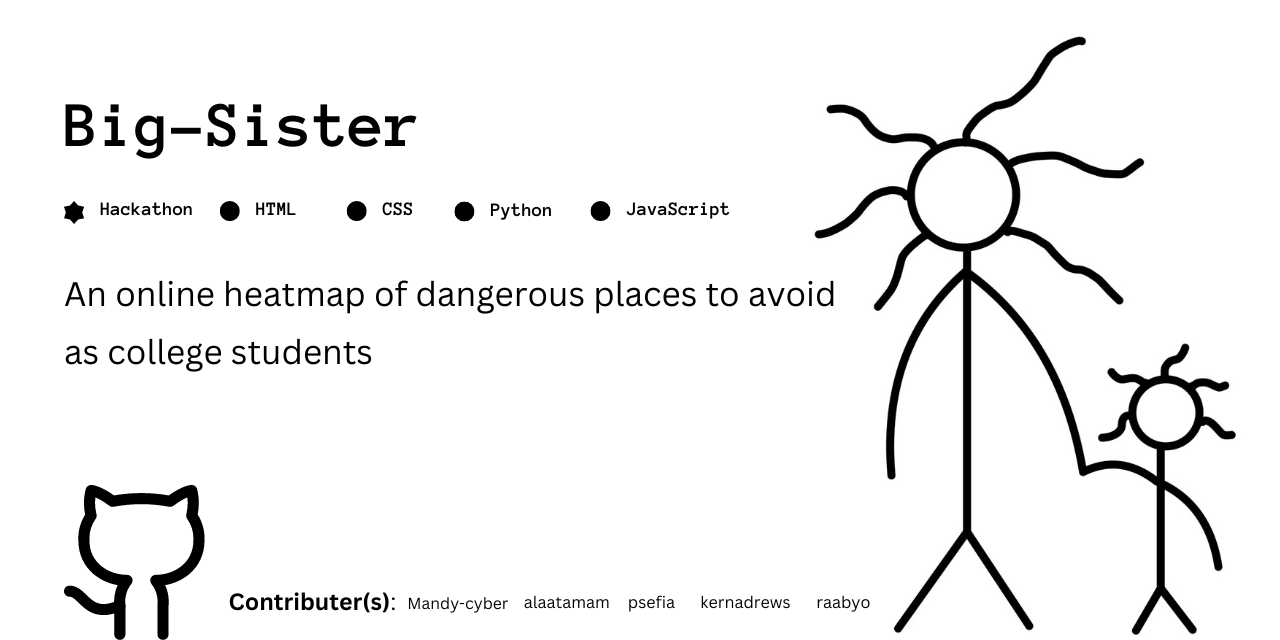 Big-Sister
Hackathon HTML CSS Python JavaScript
An online heatmap of dangerous places to avoid
as college students
Contributer(s): Mandy-cyber alaatamam psefia kernadrews raabyo